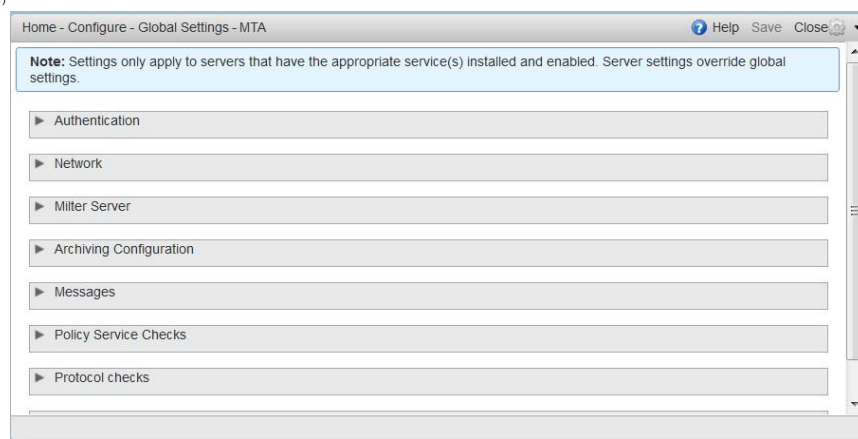 )
Home - Configure - Global Settings - MTA
Help Save Close
Note: Settings only apply to servers that have the appropriate service(s) installed and enabled. Server settings override global
settings.
Authentication
Network
Milter Server
Archiving Configuration
Messages
Policy Service Checks
Protocol checks